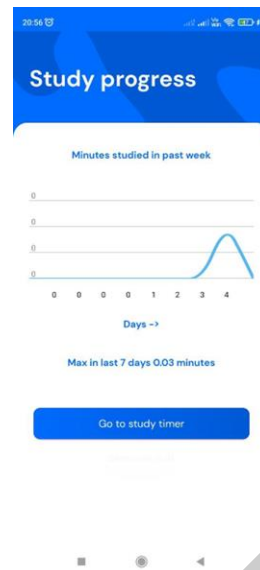 20:56
Study progress
Minutes studied in past week
0
0
0
0
0 0 0 0 1 2 3 4
Days ->
Max in last 7 days 0.03 minutes
Go to study timer